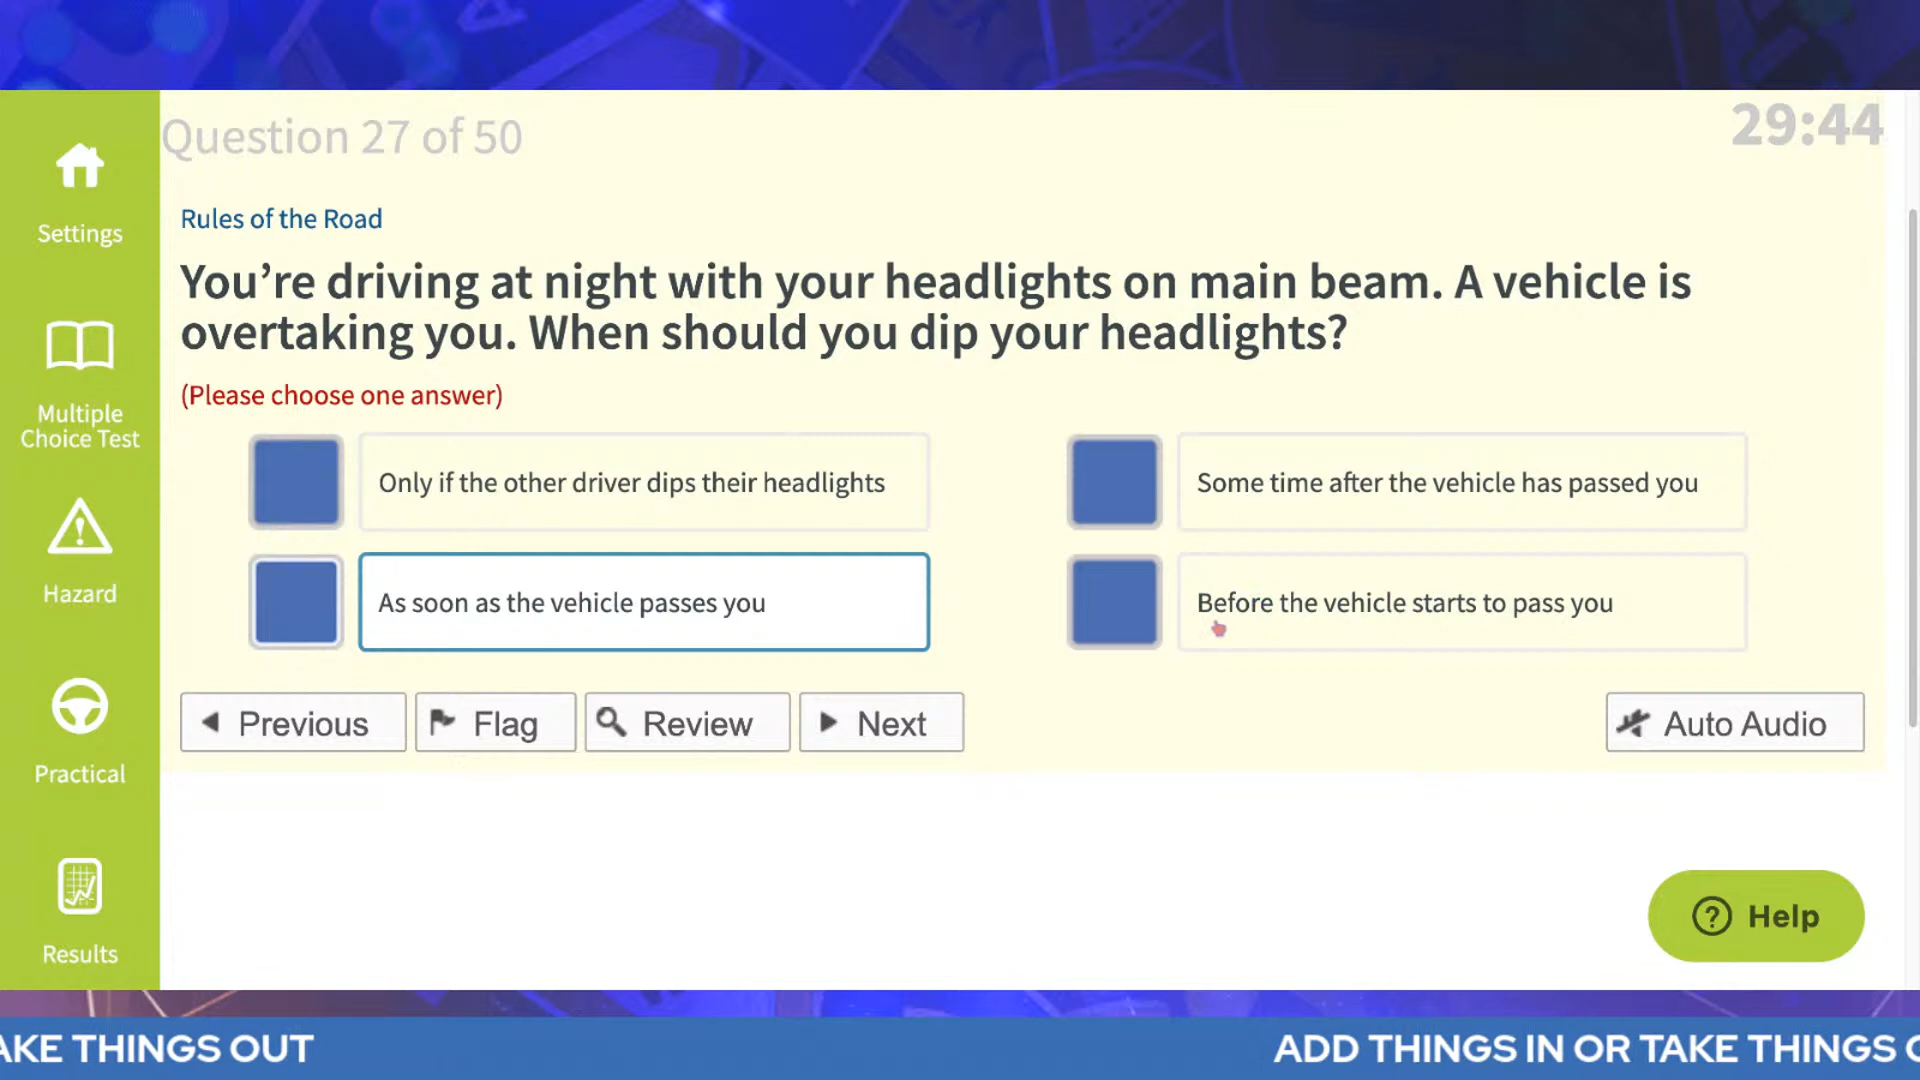 Question 27 of 50
29:44
Settings
Multiple
Choice Test
Hazard
Practical
Results
Rules of the Road
You’re driving at night with your headlights on main beam. A vehicle is
overtaking you. When should you dip your headlights?
(Please choose one answer)
Only if the other driver dips their headlights
Some time after the vehicle has passed you
As soon as the vehicle passes you
Before the vehicle starts to pass you
Previous
Flag
Review
Next
Auto Audio
Help
AKE THINGS OUT
ADD THINGS IN OR TAKE THINGS